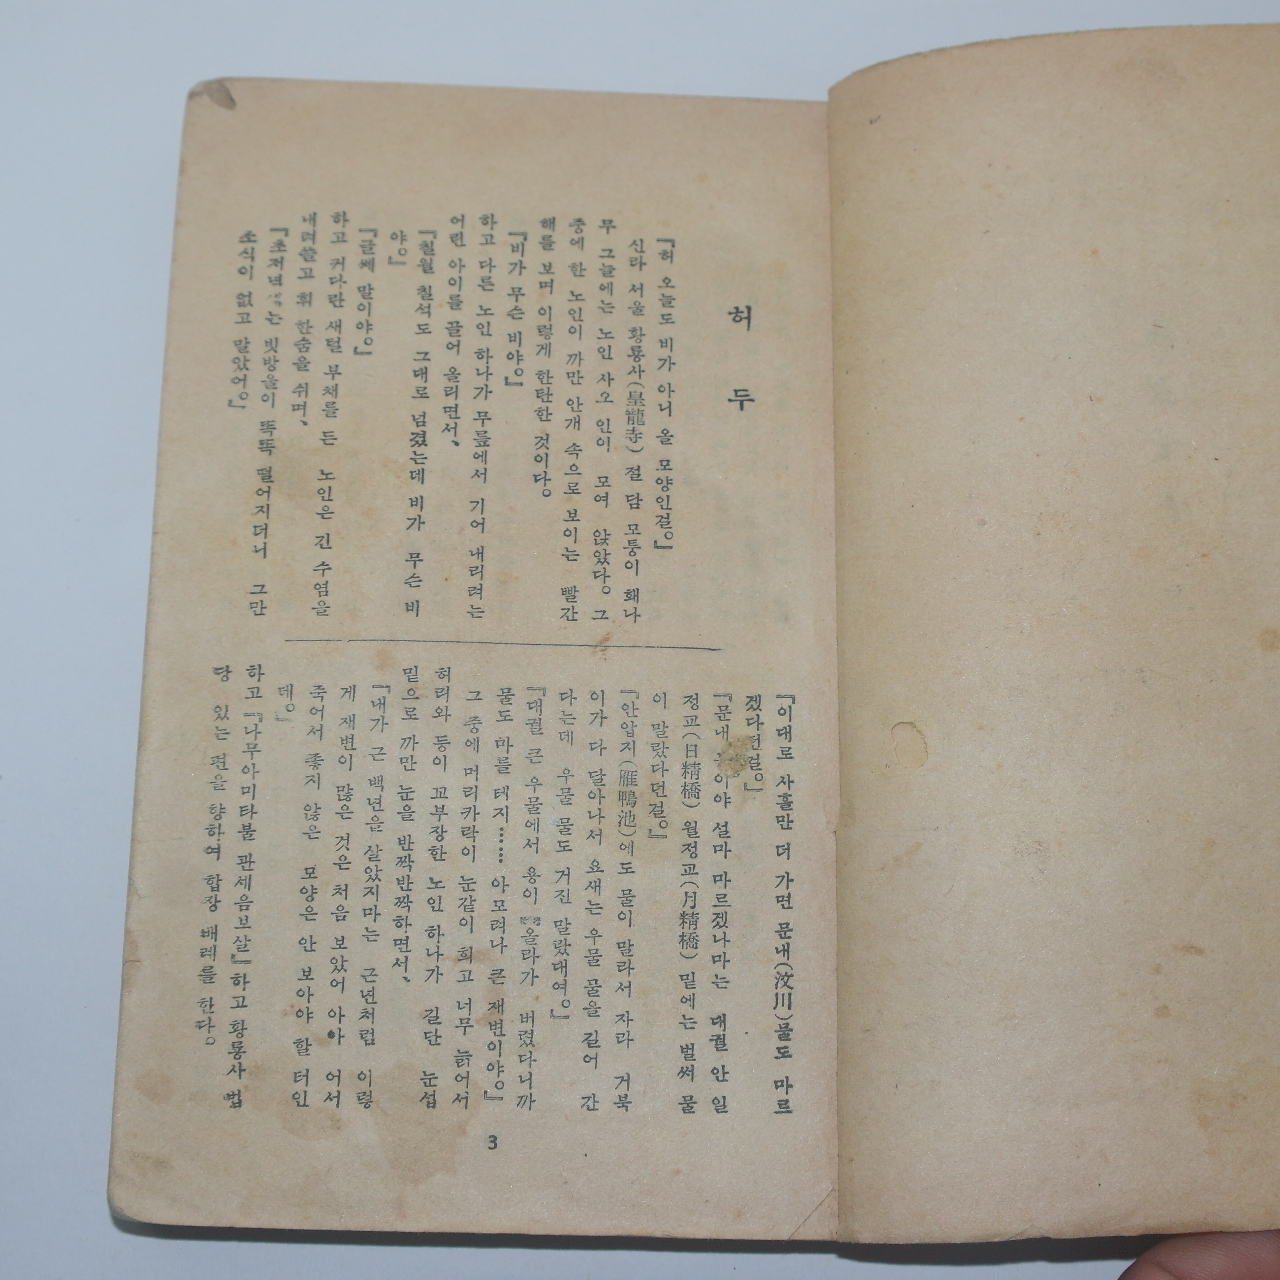 허두
『허 오늘도 비가 아니 올 모양인걸。』
신라 서울 황룡사(皇龍寺) 절 담 모퉁이 홰나
무 그늘에는 노인 사오 인이 모여 앉았다。 그
중에 한 노인이 까만 안개 속으로 보이는 빨간
해를 보며 이렇게 한탄한 것이다。
『비가 무슨 비야。』
하고 다른 노인 하나가 무릎에서 기어 내리려는
어린 아이를 끌어 올리면서、
『칠월 칠석도 그대로 넘겼는데 비가 무슨 비
야。』
『글쎄 말이야。』
하고 커다란 새털 부채를 든 노인은 긴 수염을
내려쓸고 휘 한숨을 쉬며、
『초저녁 빗방울이 뚝뚝 떨어지더니 그만
소식이 없고 말았어。』
『이대로 사흘만 더 가면 문내(汶川)물도 마르
겠다던걸。』
『문내 이야 설마 마르겠나마는 대궐 안 일
정교(日精橋) 월정교(月精橋) 밑에는 벌써 물
이 말랐다던걸。』
『안압지(雁鴨池)에도 물이 말라서 자라 거북
이가 다 달아나서 요새는 우물 물을 길어 간
다는데 우물 물도 거진 말랐대여。』
『대궐 큰 우물에서 용이 올라가 버렸다니까
물도 마를 테지…… 아모려나 큰 재변이야。』
그 중에 머리카락이 눈같이 희고 너무 늙어서
허리와 등이 꼬부장한 노인 하나가 길단 눈섭
밑으로 까만 눈을 반짝반짝하면서、
『내가 근 백년을 살았지마는 근년처럼 이렇
게 재변이 많은 것은 처음 보았어 아아 어서
죽어서 좋지 않은 모양은 안 보아야 할 터인
데。』
하고 『나무아미타불 관세음보살』하고 황룡사 법
당 있는 편을 향하여 합장 배례를 한다。
3